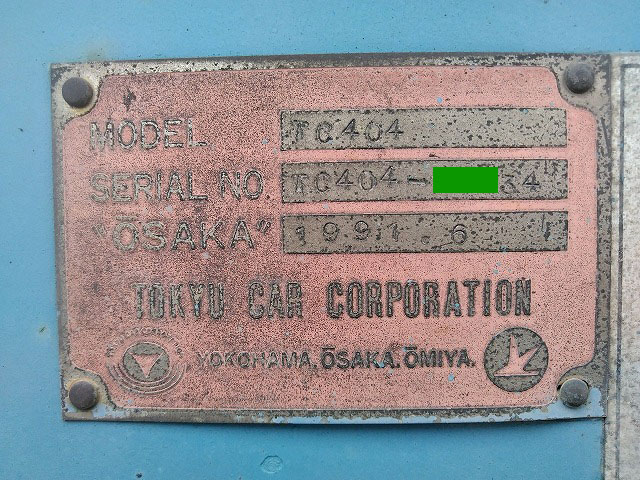 MODEL TC404
SERIAL NO. TC404- 34
"ŌSAKA" 1991.6
TOKYU CAR CORPORATION
YOKOHAMA. ŌSAKA. ŌMIYA.